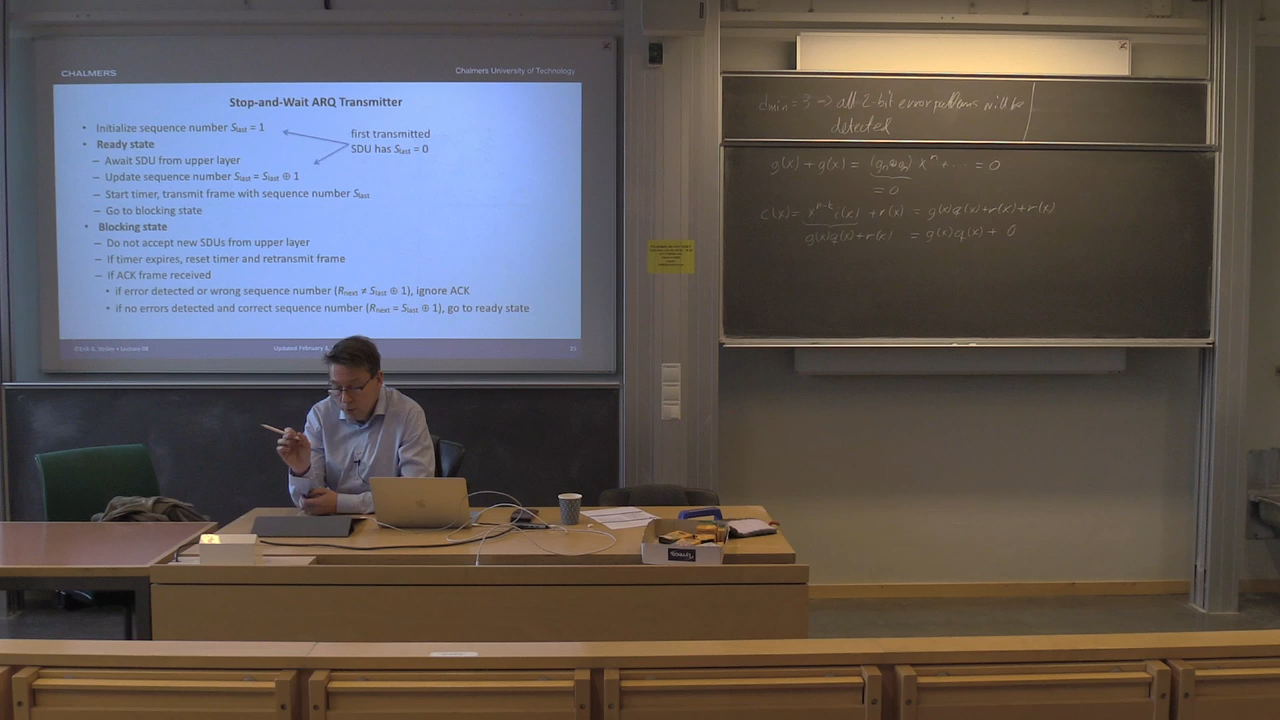 CHALMERS
Chalmers University of Technology
Stop-and-Wait ARQ Transmitter
• Initialize sequence number Slast = 1
first transmitted
SDU has Slast = 0
• Ready state
– Await SDU from upper layer
– Update sequence number Slast = Slast ⊕ 1
– Start timer, transmit frame with sequence number Slast
– Go to blocking state
• Blocking state
– Do not accept new SDUs from upper layer
– If timer expires, reset timer and retransmit frame
– If ACK frame received
• if error detected or wrong sequence number (Rnext ≠ Slast ⊕ 1), ignore ACK
• if no errors detected and correct sequence number (Rnext = Slast ⊕ 1), go to ready state
Updated February
dmin = 3 → all 2-bit error patterns will be
detected
g(x) + g(x) = (gn ⊕ gn) x^n + ... = 0
= 0
c(x) = x^n-k i(x) + r(x) = g(x)q(x) + r(x) + r(x)
g(x)q(x) + r(x) = g(x)q(x) + 0